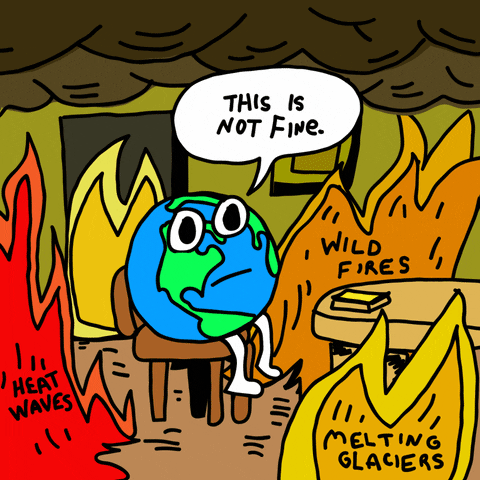 THIS IS
NOT FINE.
WILD
FIRES
HEAT
WAVES
MELTING
GLACIERS